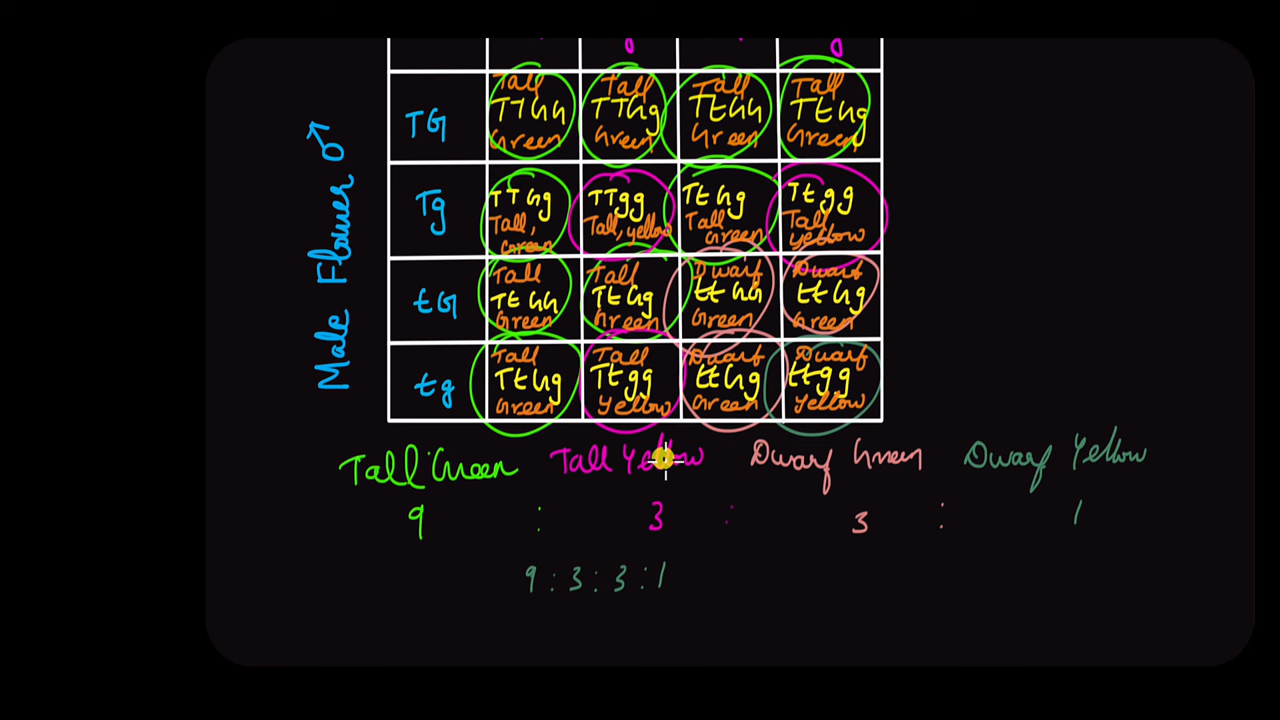 g g
TG Tall TTGG Green Tall TTGg Green Tall TtGG Green Tall TtGg Green
Tg TTGg Tall, Green TTgg Tall, yellow TtGg Tall Green Ttgg Tall yellow
tG Tall TtGG Green Tall TtGg Green Dwarf ttGG Green Dwarf ttGg Green
tg Tall TtGg Green Tall Ttgg Yellow Dwarf ttGg Green Dwarf ttgg Yellow
Male Flower ♂
Tall Green Tall Yellow Dwarf Green Dwarf Yellow
9 : 3 : 3 : 1
9 : 3 : 3 : 1